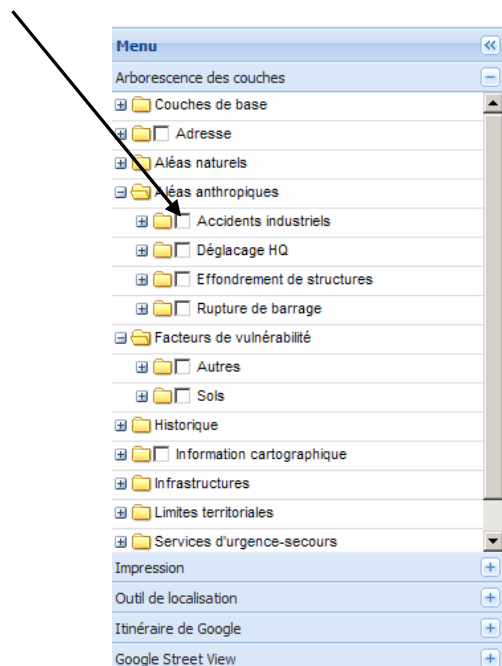 Menu
Arborescence des couches
Couches de base
Adresse
Aléas naturels
Aléas anthropiques
Accidents industriels
Déglacage HQ
Effondrement de structures
Rupture de barrage
Facteurs de vulnérabilité
Autres
Sols
Historique
Information cartographique
Infrastructures
Limites territoriales
Services d'urgence-secours
Impression
Outil de localisation
Itinéraire de Google
Google Street View